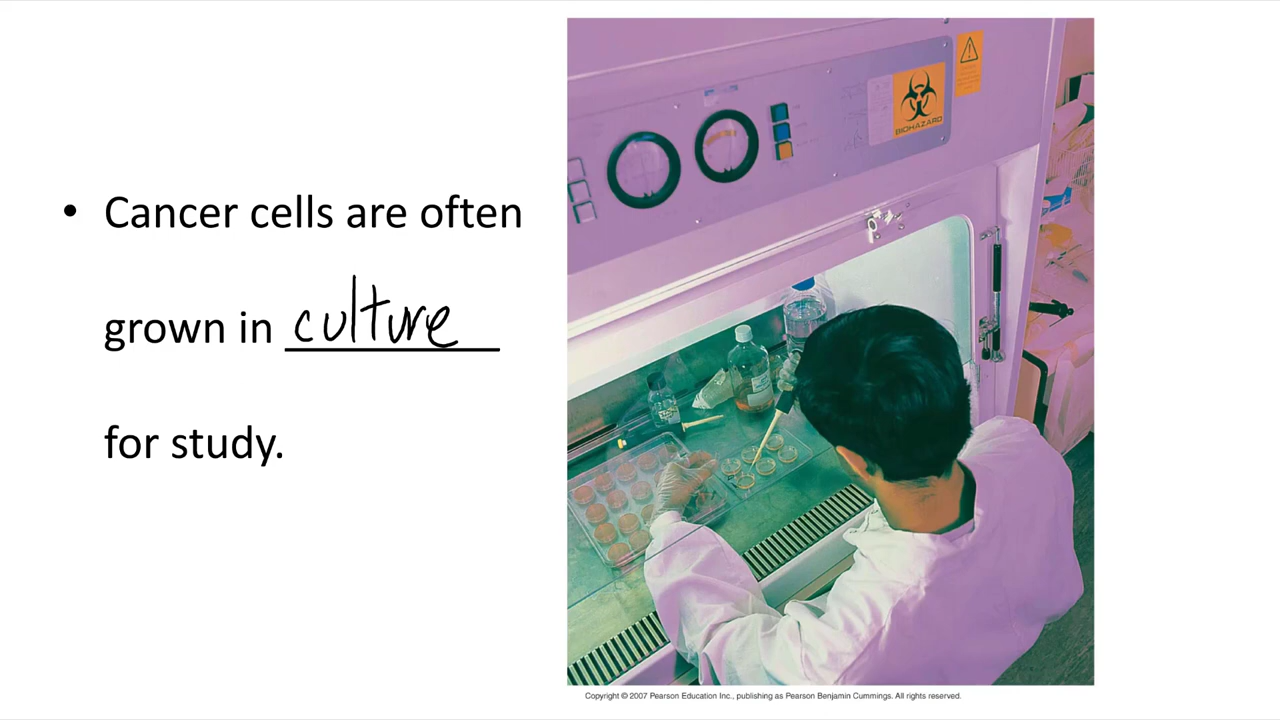 • Cancer cells are often
grown in culture
for study.
BIOHAZARD
Copyright © 2007 Pearson Education Inc., publishing as Pearson Benjamin Cummings. All rights reserved.